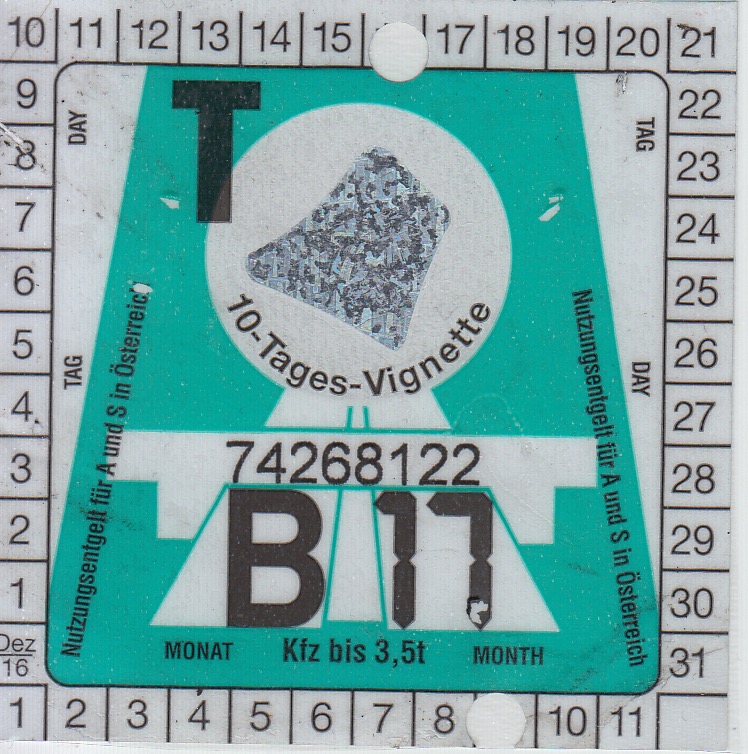 10 11 12 13 14 15 17 18 19 20 21
9 22
8 23
7 24
6 25
5 26
4 27
3 28
2 29
1 30
Dez
16
31
1 2 3 4 5 6 7 8 10 11
T
DAY
TAG
TAG
DAY
10-Tages-Vignette
Nutzungsentgelt für A und S in Österreich
Nutzungsentgelt für A und S in Österreich
74268122
B 17
MONAT Kfz bis 3,5t MONTH